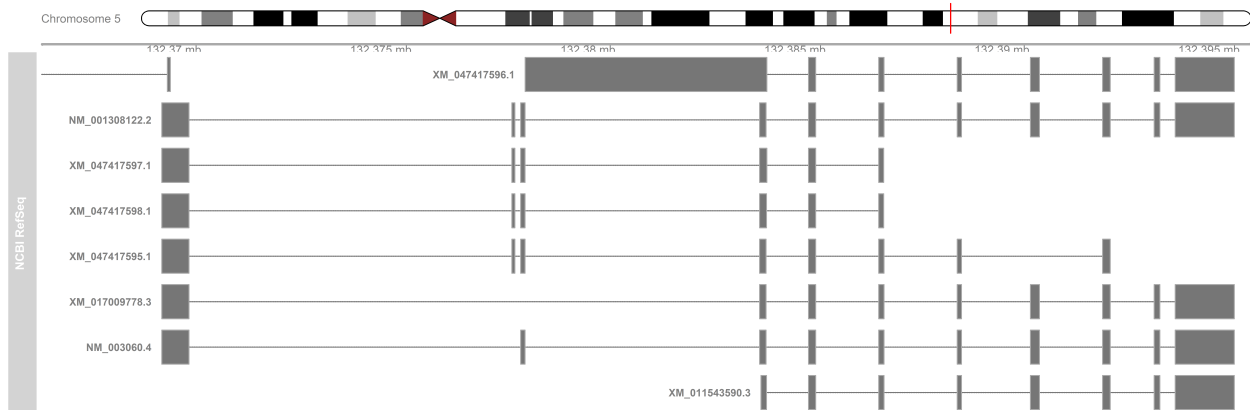 Chromosome 5
132.37 mb 132.375 mb 132.38 mb 132.385 mb 132.39 mb 132.395 mb
XM_047417596.1
NM_001308122.2
XM_047417597.1
XM_047417598.1
XM_047417595.1
XM_017009778.3
NM_003060.4
XM_011543590.3
NCBI RefSeq